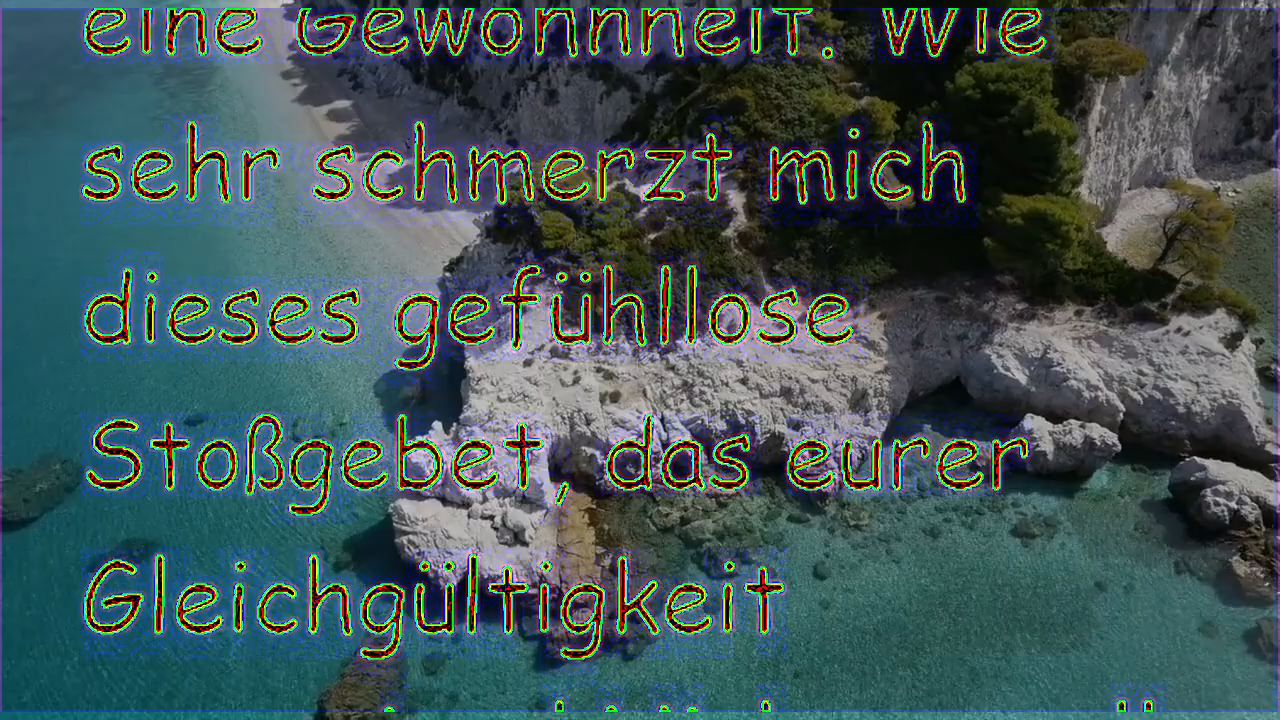 eine Gewohnheit. Wie
sehr schmerzt mich
dieses gefühllose
Stoßgebet, das eurer
Gleichgültigkeit